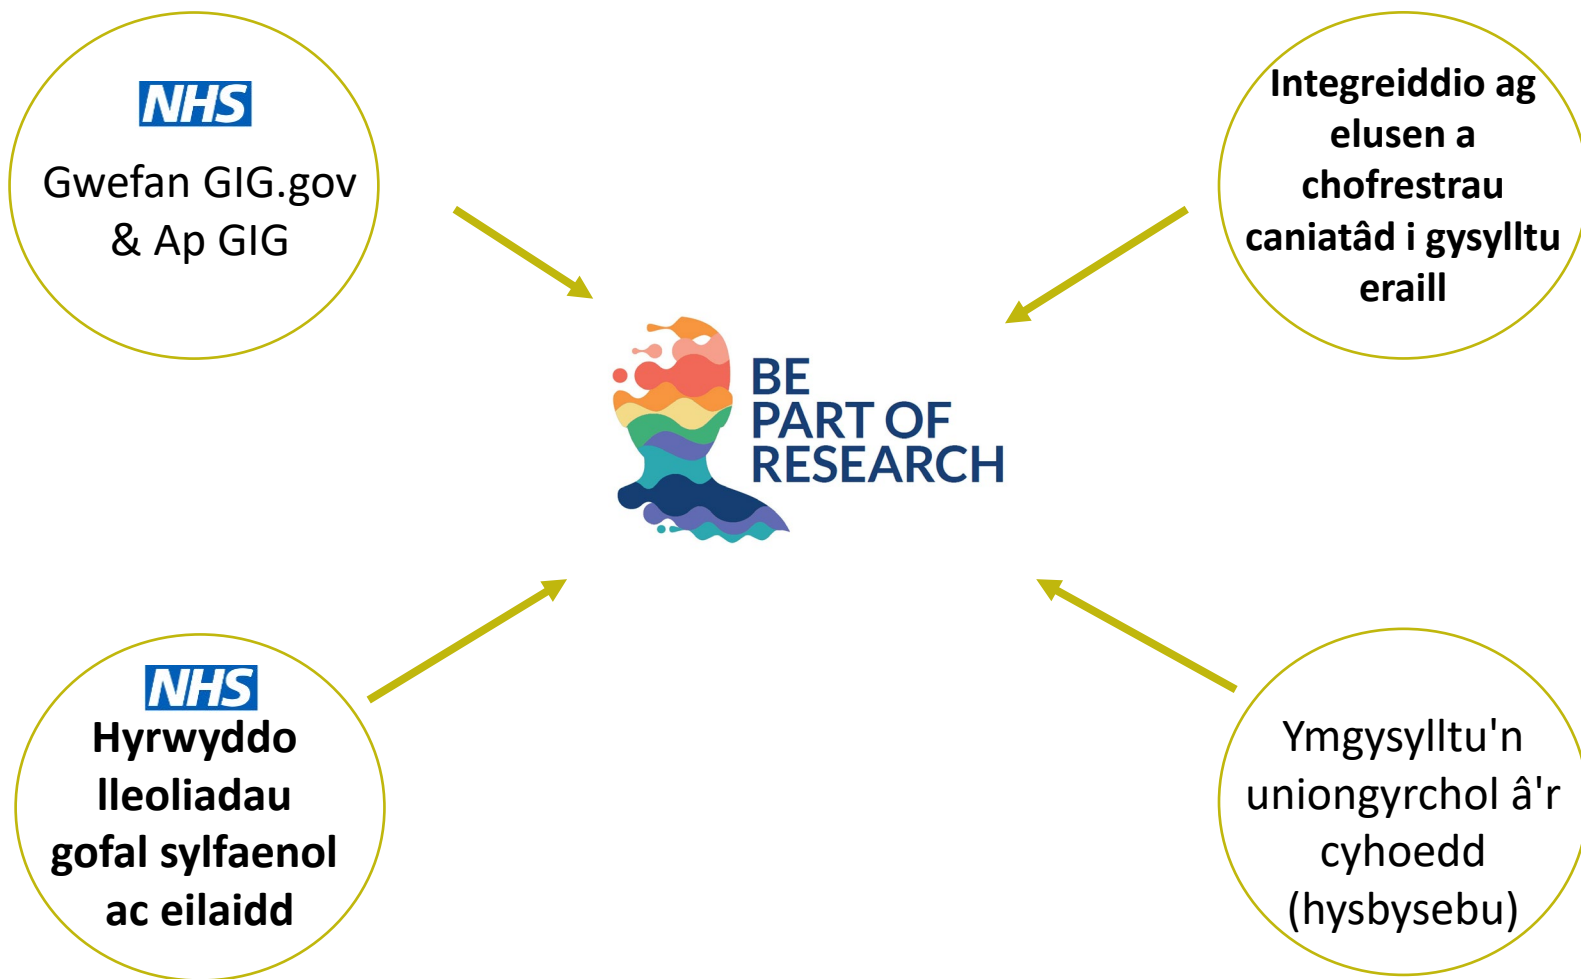 NHS
Gwefan GIG.gov
& Ap GIG
Integreiddio ag
elusen a
chofrestrau
caniatâd i gysylltu
eraill
BE
PART OF
RESEARCH
NHS
Hyrwyddo
lleoliadau
gofal sylfaenol
ac eilaidd
Ymgysylltu'n
uniongyrchol â'r
cyhoedd
(hysbysebu)